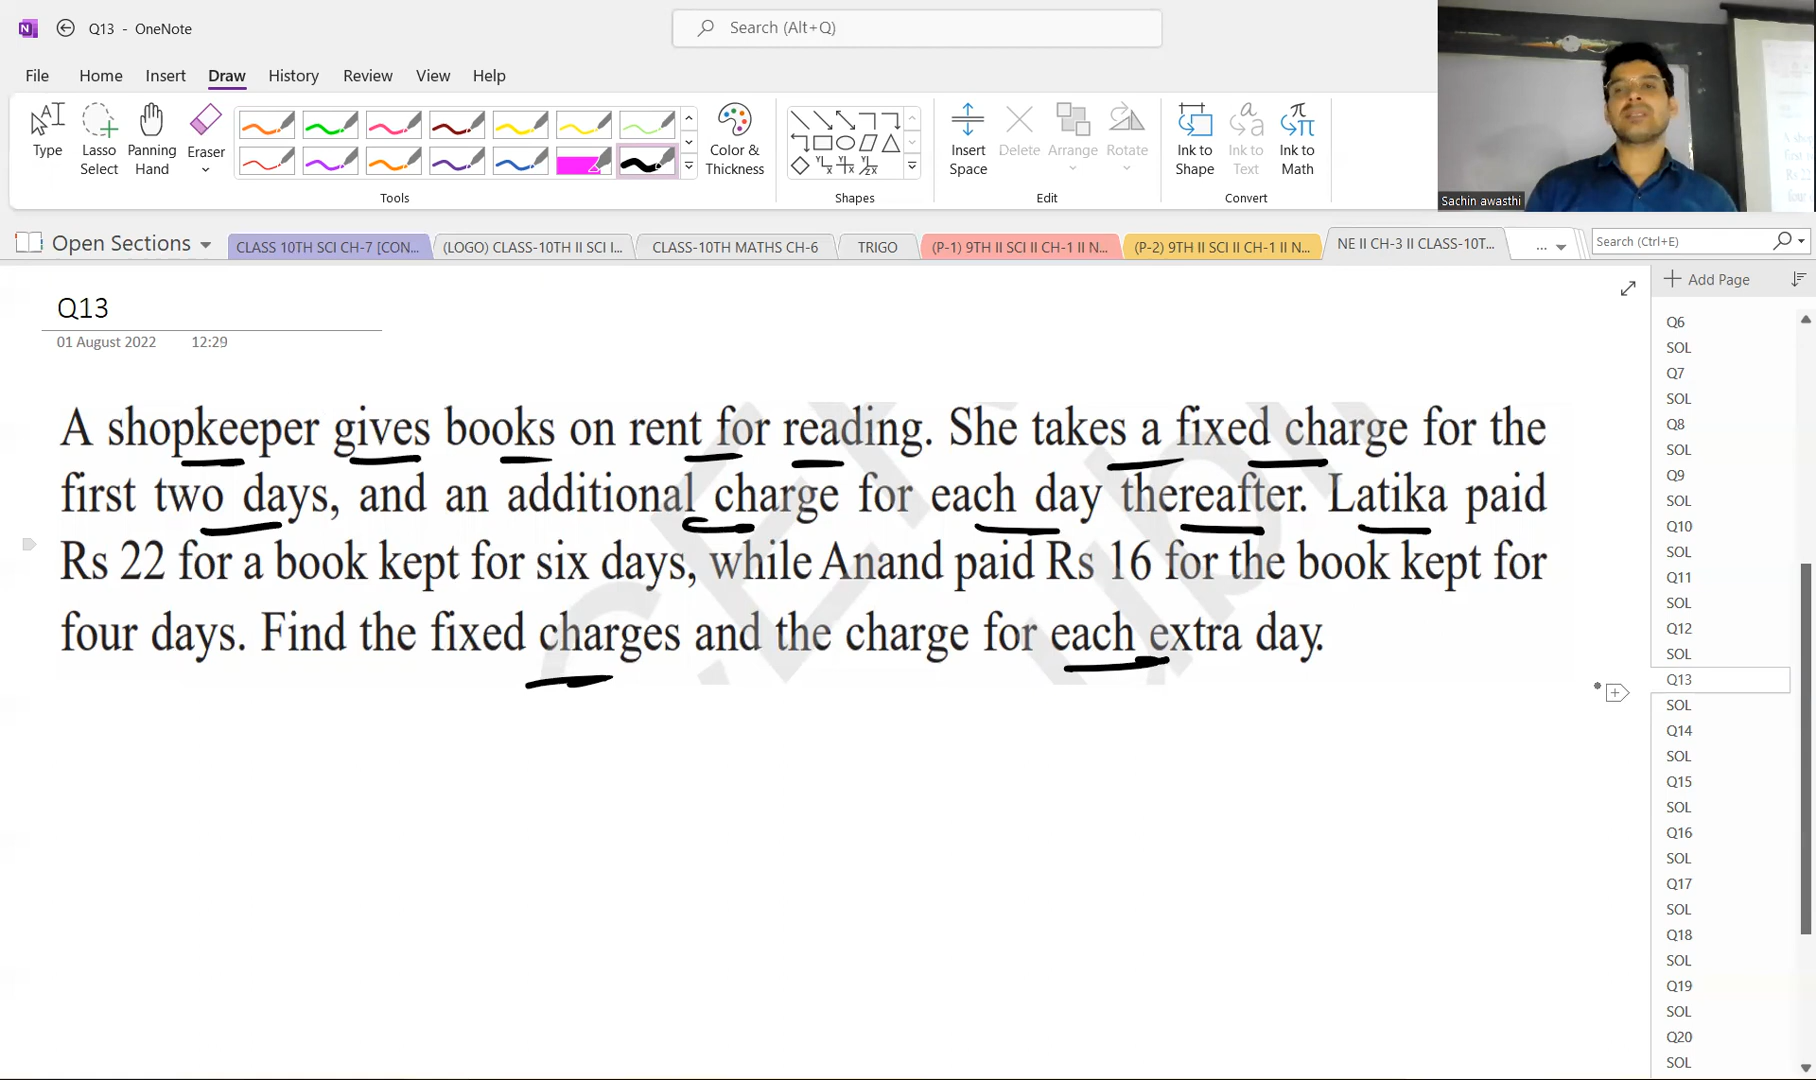 Q13 - OneNote
Search (Alt+Q)
File Home Insert Draw History Review View Help
Type
Lasso Select
Panning Hand
Eraser
Color & Thickness
Insert Space
Delete
Arrange
Rotate
Ink to Shape
Ink to Text
Ink to Math
Tools
Shapes
Edit
Convert
Sachin awasthi
Open Sections
CLASS 10TH SCI CH-7 [CON...
(LOGO) CLASS-10TH II SCI I...
CLASS-10TH MATHS CH-6
TRIGO
(P-1) 9TH II SCI II CH-1 II N...
(P-2) 9TH II SCI II CH-1 II N...
NE II CH-3 II CLASS-10T...
...
Search (Ctrl+E)
Q13
01 August 2022 12:29
A shopkeeper gives books on rent for reading. She takes a fixed charge for the
first two days, and an additional charge for each day thereafter. Latika paid
Rs 22 for a book kept for six days, while Anand paid Rs 16 for the book kept for
four days. Find the fixed charges and the charge for each extra day.
Add Page
Q6
SOL
Q7
SOL
Q8
SOL
Q9
SOL
Q10
SOL
Q11
SOL
Q12
SOL
Q13
SOL
Q14
SOL
Q15
SOL
Q16
SOL
Q17
SOL
Q18
SOL
Q19
SOL
Q20
SOL